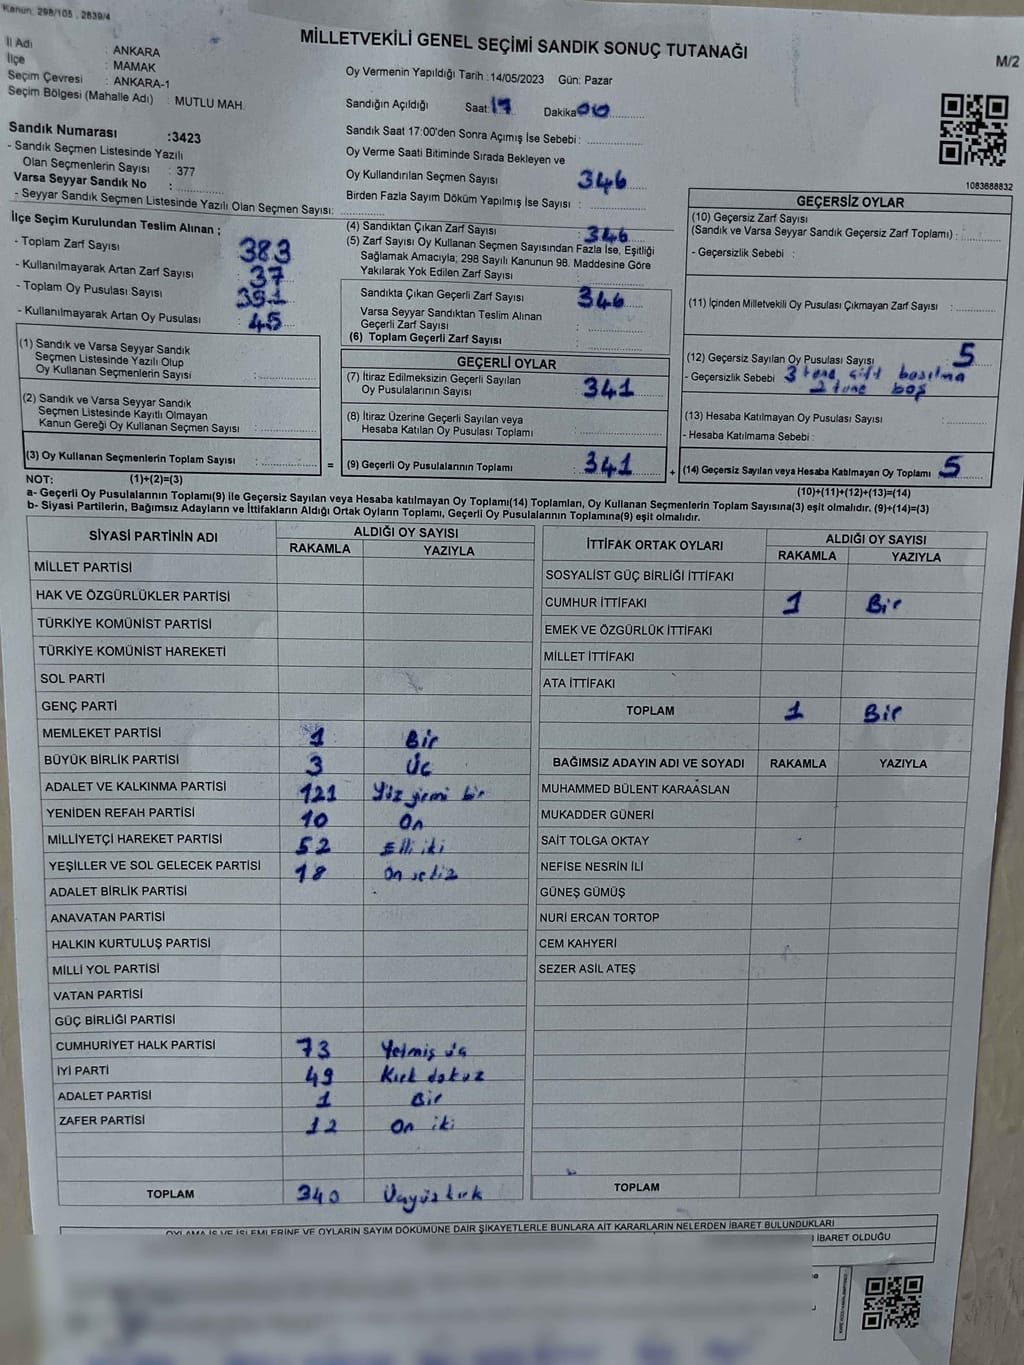 Kanun: 298/105 , 2839/4
MİLLETVEKİLİ GENEL SEÇİMİ SANDIK SONUÇ TUTANAĞI
M/2
İl Adı : ANKARA
İlçe : MAMAK
Seçim Çevresi : ANKARA-1
Seçim Bölgesi (Mahalle Adı) : MUTLU MAH.
Sandık Numarası :3423
- Sandık Seçmen Listesinde Yazılı
Olan Seçmenlerin Sayısı : 377
Varsa Seyyar Sandık No :
- Seyyar Sandık Seçmen Listesinde Yazılı Olan Seçmen Sayısı:
Oy Vermenin Yapıldığı Tarih :14/05/2023 Gün: Pazar
Sandığın Açıldığı Saat: 17 Dakika 00
Sandık Saat 17:00'den Sonra Açımış İse Sebebi :
Oy Verme Saati Bitiminde Sırada Bekleyen ve
Oy Kullandırılan Seçmen Sayısı 346
Birden Fazla Sayım Döküm Yapılmış İse Sayısı :
1083688832
İlçe Seçim Kurulundan Teslim Alınan ;
- Toplam Zarf Sayısı : 383
- Kullanılmayarak Artan Zarf Sayısı : 37
- Toplam Oy Pusulası Sayısı : 391
- Kullanılmayarak Artan Oy Pusulası : 45
(1) Sandık ve Varsa Seyyar Sandık
Seçmen Listesinde Yazılı Olup
Oy Kullanan Seçmenlerin Sayısı :
(2) Sandık ve Varsa Seyyar Sandık
Seçmen Listesinde Kayıtlı Olmayan
Kanun Gereği Oy Kullanan Seçmen Sayısı :
(3) Oy Kullanan Seçmenlerin Toplam Sayısı :
(4) Sandıktan Çıkan Zarf Sayısı : 346
(5) Zarf Sayısı Oy Kullanan Seçmen Sayısından Fazla İse, Eşitliği
Sağlamak Amacıyla; 298 Sayılı Kanunun 98. Maddesine Göre
Yakılarak Yok Edilen Zarf Sayısı :
Sandıkta Çıkan Geçerli Zarf Sayısı : 346
Varsa Seyyar Sandıktan Teslim Alınan
Geçerli Zarf Sayısı :
(6) Toplam Geçerli Zarf Sayısı :
GEÇERLİ OYLAR
(7) İtiraz Edilmeksizin Geçerli Sayılan
Oy Pusulalarının Sayısı : 341
(8) İtiraz Üzerine Geçerli Sayılan veya
Hesaba Katılan Oy Pusulası Toplamı :
= (9) Geçerli Oy Pusulalarının Toplamı : 341 +
GEÇERSİZ OYLAR
(10) Geçersiz Zarf Sayısı
(Sandık ve Varsa Seyyar Sandık Geçersiz Zarf Toplamı) :
- Geçersizlik Sebebi :
(11) İçinden Milletvekili Oy Pusulası Çıkmayan Zarf Sayısı :
(12) Geçersiz Sayılan Oy Pusulası Sayısı : 5
- Geçersizlik Sebebi : 3 tane çift basılma
2 tane boş
(13) Hesaba Katılmayan Oy Pusulası Sayısı :
- Hesaba Katılmama Sebebi :
(14) Geçersiz Sayılan veya Hesaba Katılmayan Oy Toplamı 5
NOT: (1)+(2)=(3)
(10)+(11)+(12)+(13)=(14)
a- Geçerli Oy Pusulalarının Toplamı(9) ile Geçersiz Sayılan veya Hesaba katılmayan Oy Toplamı(14) Toplamları, Oy Kullanan Seçmenlerin Toplam Sayısına(3) eşit olmalıdır. (9)+(14)=(3)
b- Siyasi Partilerin, Bağımsız Adayların ve İttifakların Aldığı Ortak Oyların Toplamı, Geçerli Oy Pusulalarının Toplamına(9) eşit olmalıdır.
SİYASİ PARTİNİN ADI ALDIĞI OY SAYISI
RAKAMLA YAZIYLA
MİLLET PARTİSİ
HAK VE ÖZGÜRLÜKLER PARTİSİ
TÜRKİYE KOMÜNİST PARTİSİ
TÜRKİYE KOMÜNİST HAREKETİ
SOL PARTİ
GENÇ PARTİ
MEMLEKET PARTİSİ 1 Bir
BÜYÜK BİRLİK PARTİSİ 3 Üç
ADALET VE KALKINMA PARTİSİ 121 Yüz yirmi bir
YENİDEN REFAH PARTİSİ 10 On
MİLLİYETÇİ HAREKET PARTİSİ 52 Elli iki
YEŞİLLER VE SOL GELECEK PARTİSİ 18 On sekiz
ADALET BİRLİK PARTİSİ
ANAVATAN PARTİSİ
HALKIN KURTULUŞ PARTİSİ
MİLLİ YOL PARTİSİ
VATAN PARTİSİ
GÜÇ BİRLİĞİ PARTİSİ
CUMHURİYET HALK PARTİSİ 73 Yetmiş üç
İYİ PARTİ 49 Kırk dokuz
ADALET PARTİSİ 1 Bir
ZAFER PARTİSİ 12 On iki
TOPLAM 340 Üçyüz kırk
İTTİFAK ORTAK OYLARI ALDIĞI OY SAYISI
RAKAMLA YAZIYLA
SOSYALİST GÜÇ BİRLİĞİ İTTİFAKI
CUMHUR İTTİFAKI 1 Bir
EMEK VE ÖZGÜRLÜK İTTİFAKI
MİLLET İTTİFAKI
ATA İTTİFAKI
TOPLAM 1 Bir
BAĞIMSIZ ADAYIN ADI VE SOYADI RAKAMLA YAZIYLA
MUHAMMED BÜLENT KARAASLAN
MUKADDER GÜNERİ
SAİT TOLGA OKTAY
NEFİSE NESRİN İLİ
GÜNEŞ GÜMÜŞ
NURİ ERCAN TORTOP
CEM KAHYERİ
SEZER ASİL ATEŞ
TOPLAM
OYLAMA İŞ VE İŞLEMLERİNE VE OYLARIN SAYIM DÖKÜMÜNE DAİR ŞİKAYETLERLE BUNLARA AİT KARARLARIN NELERDEN İBARET BULUNDUKLARI
İBARET OLDUĞU